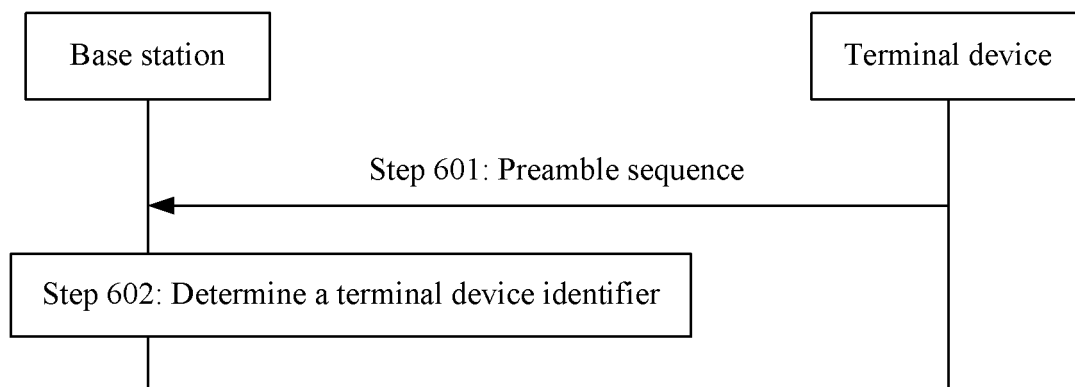 Base station
Terminal device
Step 601: Preamble sequence
Step 602: Determine a terminal device identifier